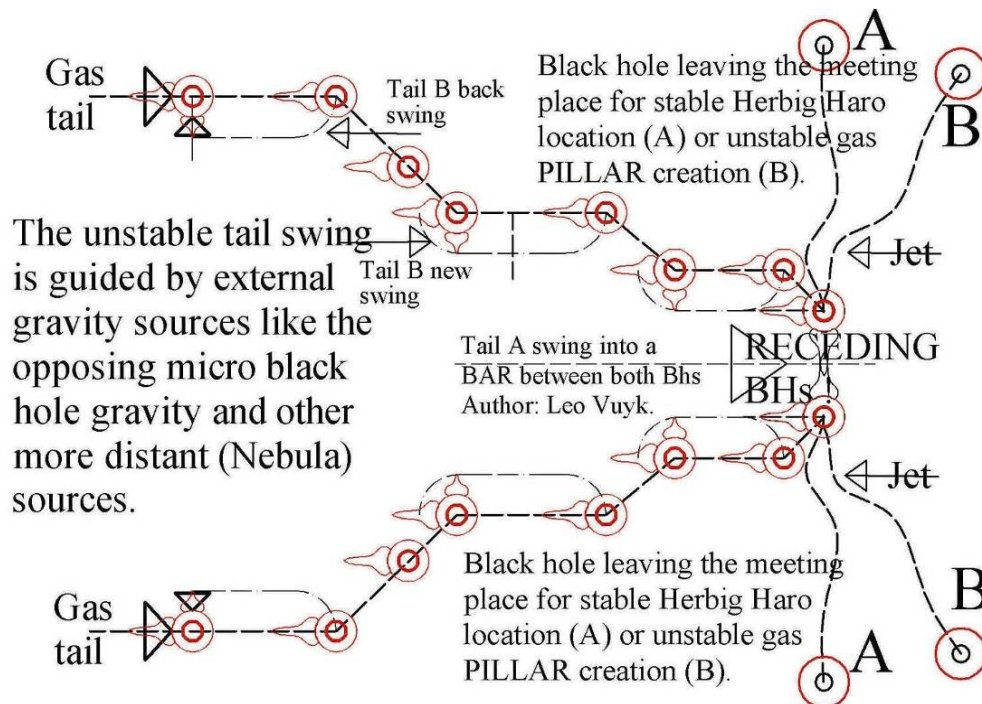 Gas
tail
Tail B back
swing
Black hole leaving the meeting
place for stable Herbig Haro
location (A) or unstable gas
PILLAR creation (B).
A
B
The unstable tail swing
is guided by external
gravity sources like the
opposing micro black
hole gravity and other
more distant (Nebula)
sources.
Tail B new
swing
Jet
Tail A swing into a
BAR between both Bhs
Author: Leo Vuyk.
RECEDING
BHs
Jet
Black hole leaving the meeting
place for stable Herbig Haro
location (A) or unstable gas
PILLAR creation (B).
Gas
tail
A
B